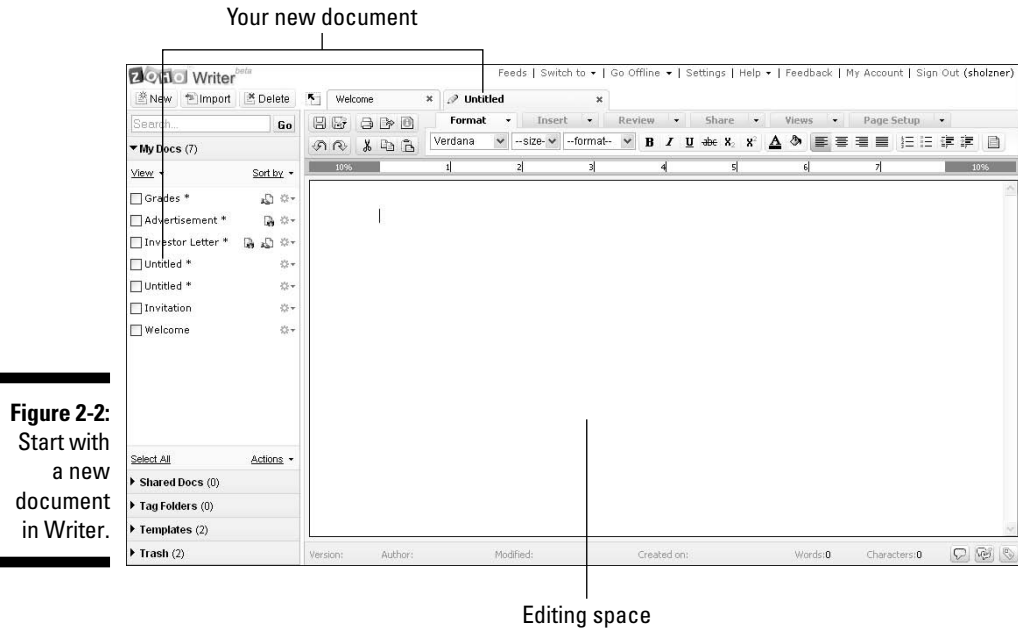 Your new document
ZOHO Writer beta
Feeds | Switch to | Go Offline | Settings | Help | Feedback | My Account | Sign Out (sholzner)
New Import Delete
Welcome × Untitled ×
Search... Go
Format Insert Review Share Views Page Setup
My Docs (7)
Verdana --size- --format-- B I U abc X₂ X² A
View Sort by
10% 1 2 3 4 5 6 7 10%
Grades *
Advertisement *
Investor Letter *
Untitled *
Untitled *
Invitation
Welcome
Select All Actions
Shared Docs (0)
Tag Folders (0)
Templates (2)
Trash (2)
Version: Author: Modified: Created on: Words:0 Characters:0
Figure 2-2:
Start with
a new
document
in Writer.
Editing space